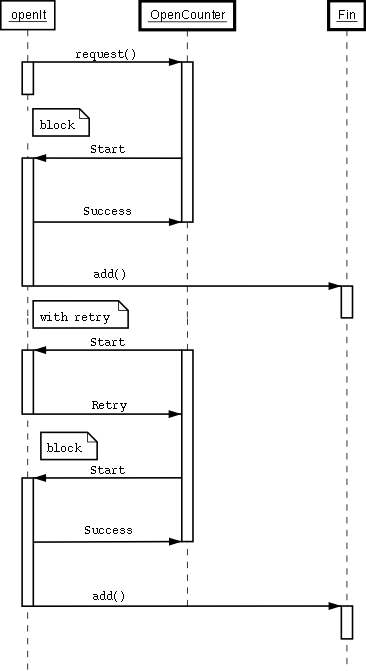 openIt OpenCounter Fin
request()
block
Start
Success
add()
with retry
Start
Retry
block
Start
Success
add()